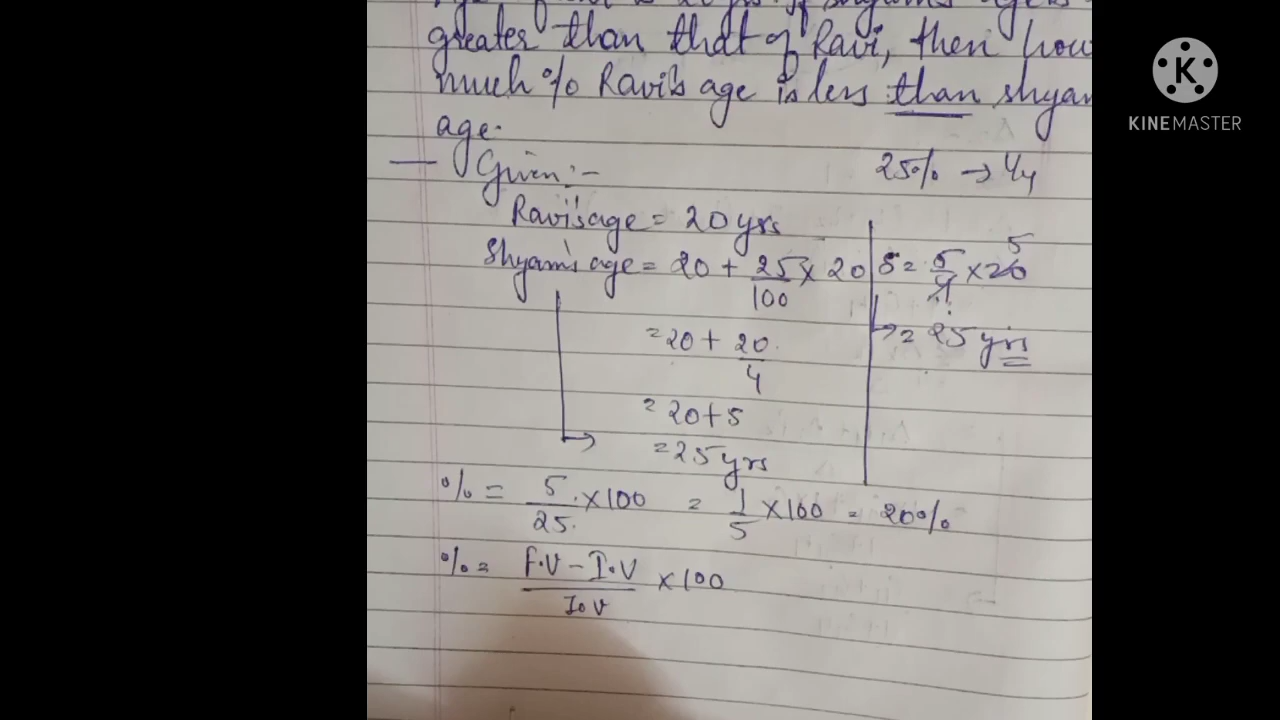 greater than that of Ravi, then how
much % Ravi's age is less than shyam
age.
— Given:-
25% → 1/4
Ravi's age = 20 yrs
Shyam's age = 20 + 25/100 × 20
= 20 + 20/4
= 20+5
= 25 yrs
S = 5/4 × 20 5
→ = 25 yrs
% = 5/25 × 100 = 1/5 × 100 = 20%
% = F.V - I.V/I.V × 100
K
KINEMASTER